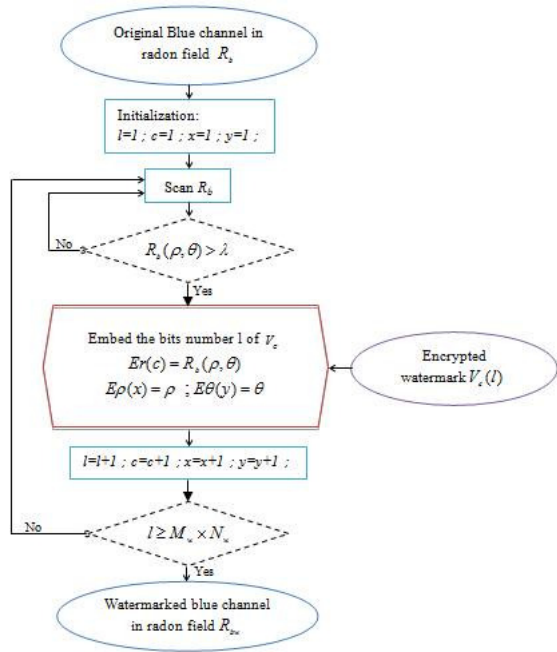 Original Blue channel in
radon field R_b
Initialization:
l=1 ; c=1 ; x=1 ; y=1 ;
Scan R_b
No
R_b(ρ,θ)>λ
Yes
Embed the bits number l of V_e
Er(c)=R_b(ρ,θ)
Eρ(x)=ρ ; Eθ(y)=θ
Encrypted
watermark V_e(l)
l=l+1 ; c=c+1 ; x=x+1 ; y=y+1 ;
No
l ≥ M_w × N_w
Yes
Watermarked blue channel
in radon field R_bw